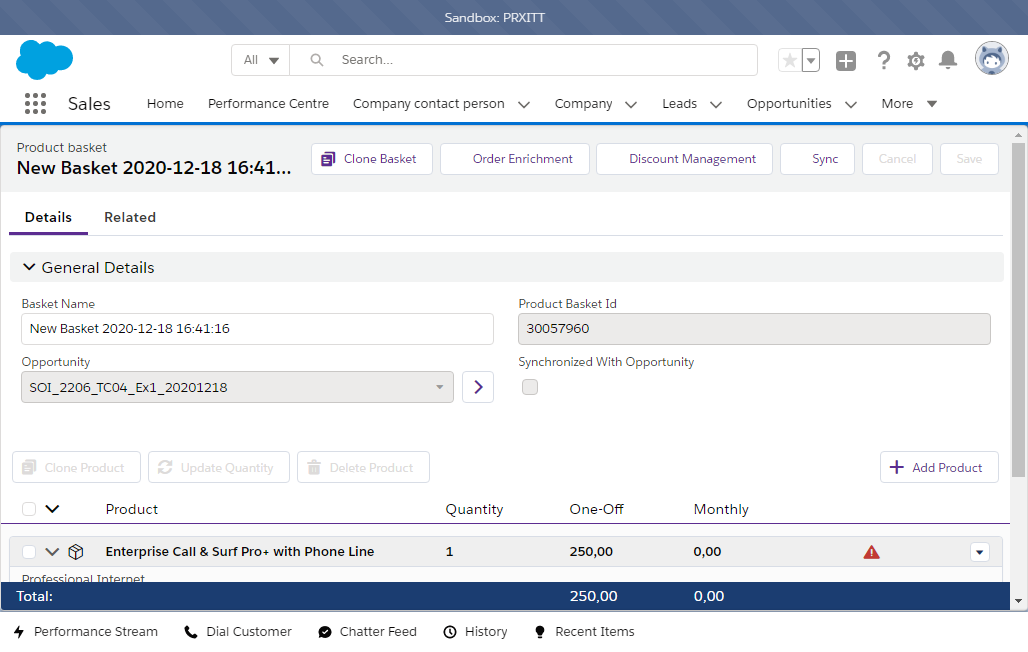 Sandbox: PRXITT
All
Search...
Sales
Home
Performance Centre
Company contact person
Company
Leads
Opportunities
More
Product basket
New Basket 2020-12-18 16:41...
Clone Basket
Order Enrichment
Discount Management
Sync
Cancel
Save
Details
Related
General Details
Basket Name
Product Basket Id
New Basket 2020-12-18 16:41:16
30057960
Opportunity
Synchronized With Opportunity
SOI_2206_TC04_Ex1_20201218
Clone Product
Update Quantity
Delete Product
Add Product
Product
Quantity
One-Off
Monthly
Enterprise Call & Surf Pro+ with Phone Line
1
250,00
0,00
Professional Internet
Total:
250,00
0,00
Performance Stream
Dial Customer
Chatter Feed
History
Recent Items